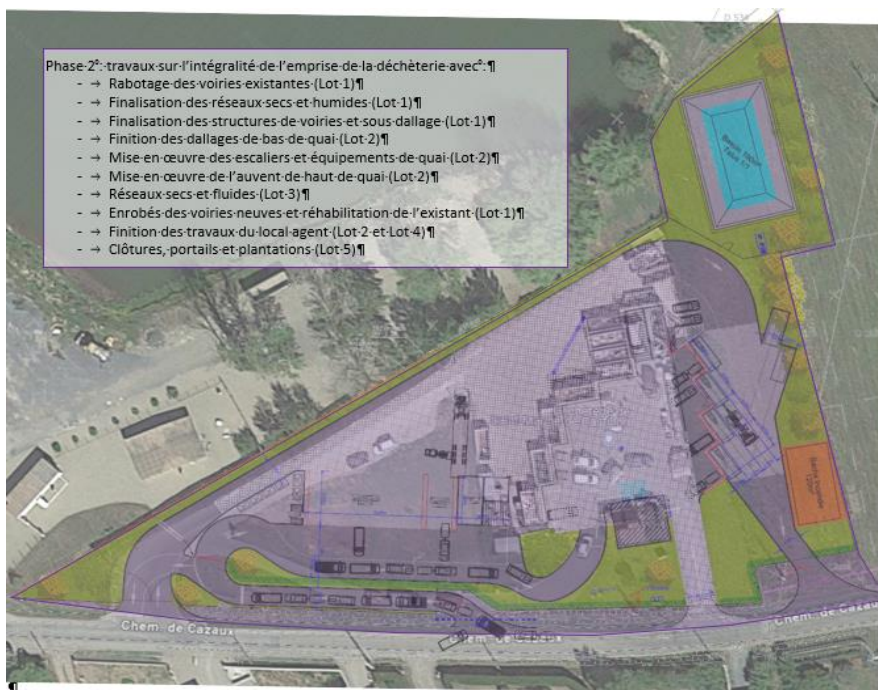 D 534
Phase·2°:·travaux·sur·l'intégralité·de·l'emprise·de·la·déchèterie·avec°:¶
- → Rabotage·des·voiries·existantes·(Lot·1)¶
- → Finalisation·des·réseaux·secs·et·humides·(Lot·1)¶
- → Finalisation·des·structures·de·voiries·et·sous·dallage·(Lot·1)¶
- → Finition·des·dallages·de·bas·de·quai·(Lot·2)¶
- → Mise·en·œuvre·des·escaliers·et·équipements·de·quai·(Lot·2)¶
- → Mise·en·œuvre·de·l'auvent·de·haut·de·quai·(Lot·2)¶
- → Réseaux·secs·et·fluides·(Lot·3)¶
- → Enrobés·des·voiries·neuves·et·réhabilitation·de·l'existant·(Lot·1)¶
- → Finition·des·travaux·du·local·agent·(Lot·2·et·Lot·4)¶
- → Clôtures,·portails·et·plantations·(Lot·5)¶
Chem. de Cazaux
Chem. de Cazaux
Chem. de Cazaux
¶